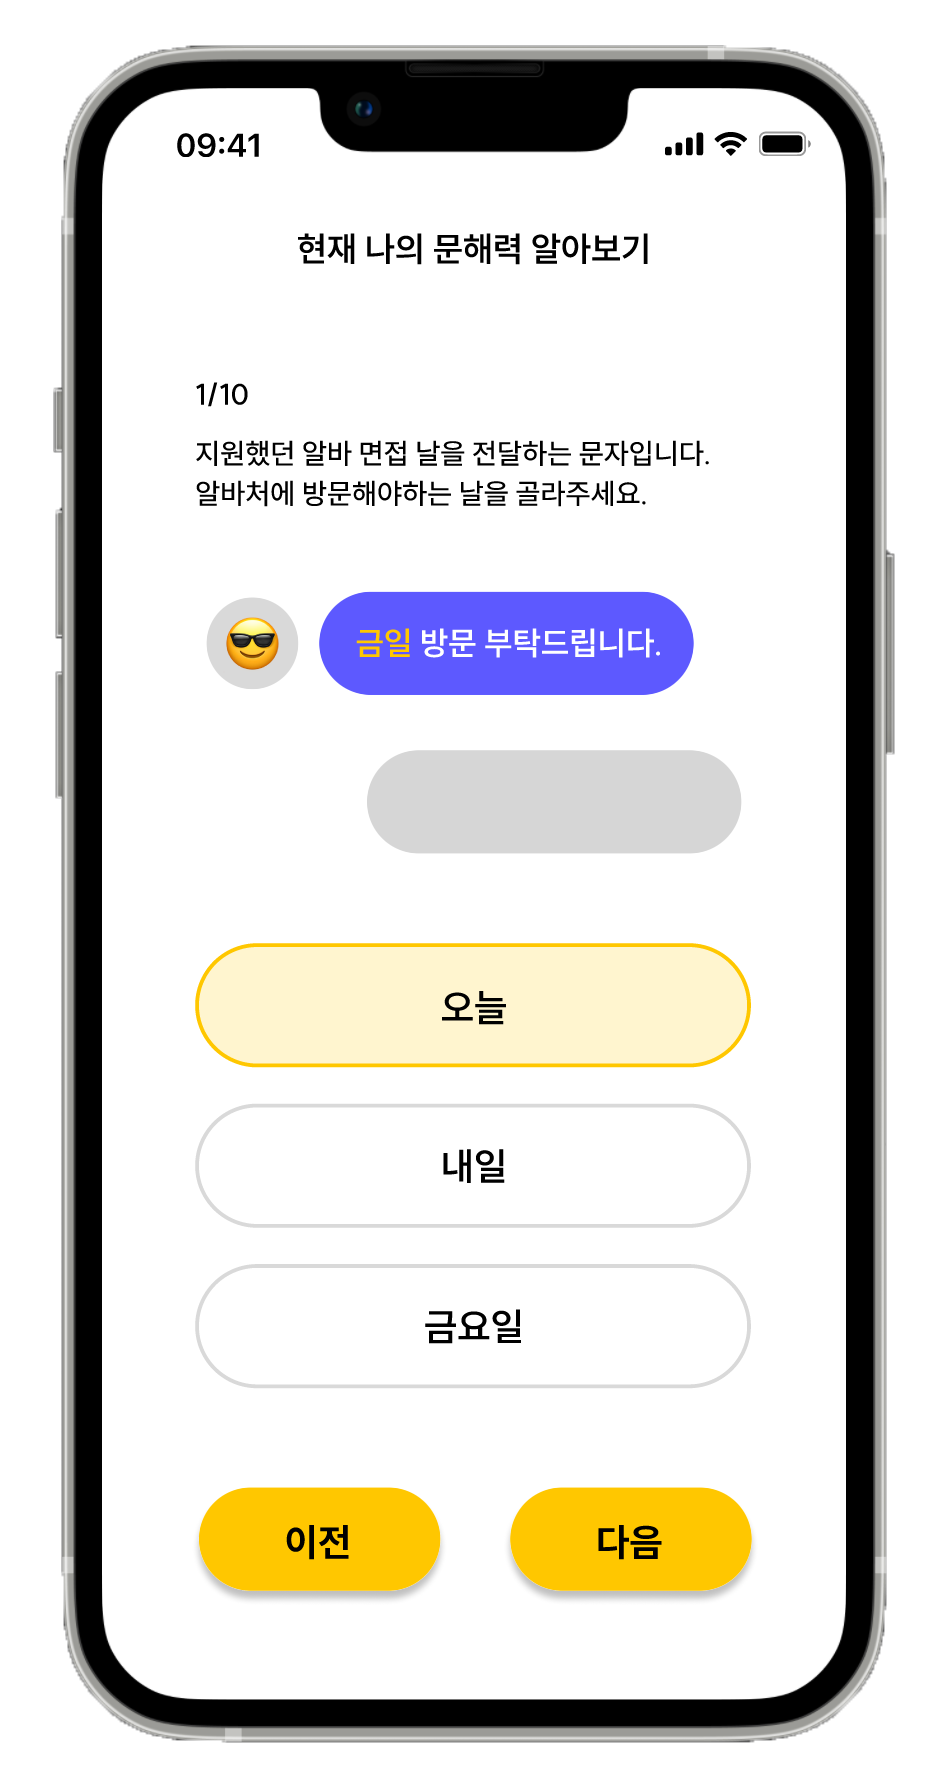 09:41
현재 나의 문해력 알아보기
1/10
지원했던 알바 면접 날을 전달하는 문자입니다.
알바처에 방문해야하는 날을 골라주세요.
금일 방문 부탁드립니다.
오늘
내일
금요일
이전
다음